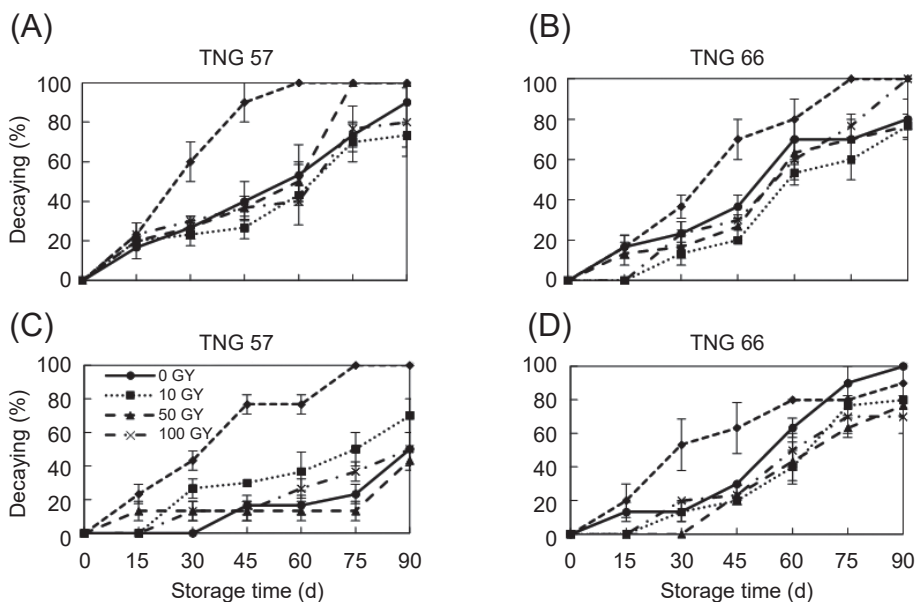 (A)
TNG 57
Decaying (%)
100
80
60
40
20
0
(B)
TNG 66
100
80
60
40
20
0
(C)
TNG 57
Decaying (%)
100
80
60
40
20
0
0 GY
10 GY
50 GY
100 GY
0 15 30 45 60 75 90
Storage time (d)
(D)
TNG 66
100
80
60
40
20
0
0 15 30 45 60 75 90
Storage time (d)